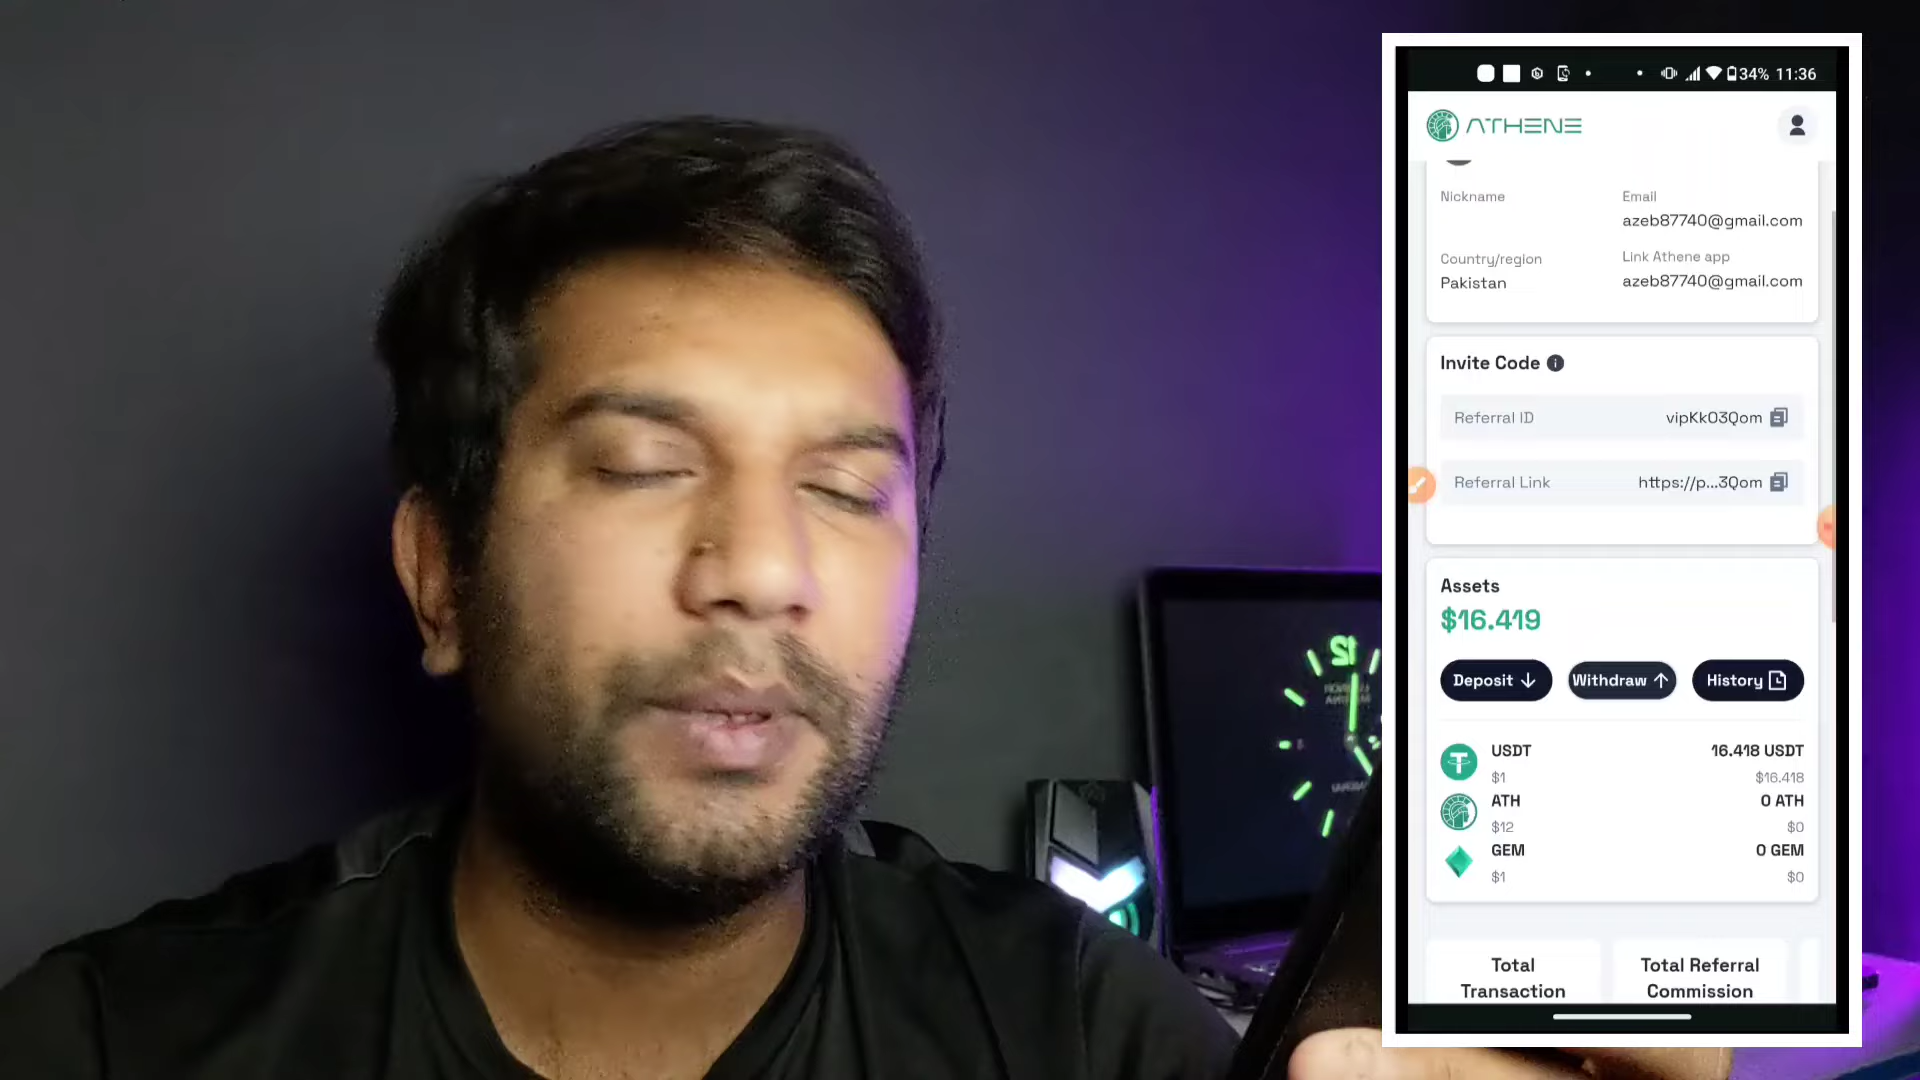 34% 11:36
ATHENE
Nickname
Email
azeb87740@gmail.com
Country/region
Link Athene app
Pakistan
azeb87740@gmail.com
Invite Code
Referral ID vipKkO3Qom
Referral Link https://p...3Qom
Assets
$16.419
Deposit Withdraw History
USDT 16.418 USDT
$1 $16.418
ATH 0 ATH
$12 $0
GEM 0 GEM
$1 $0
Total Transaction
Total Referral Commission
12